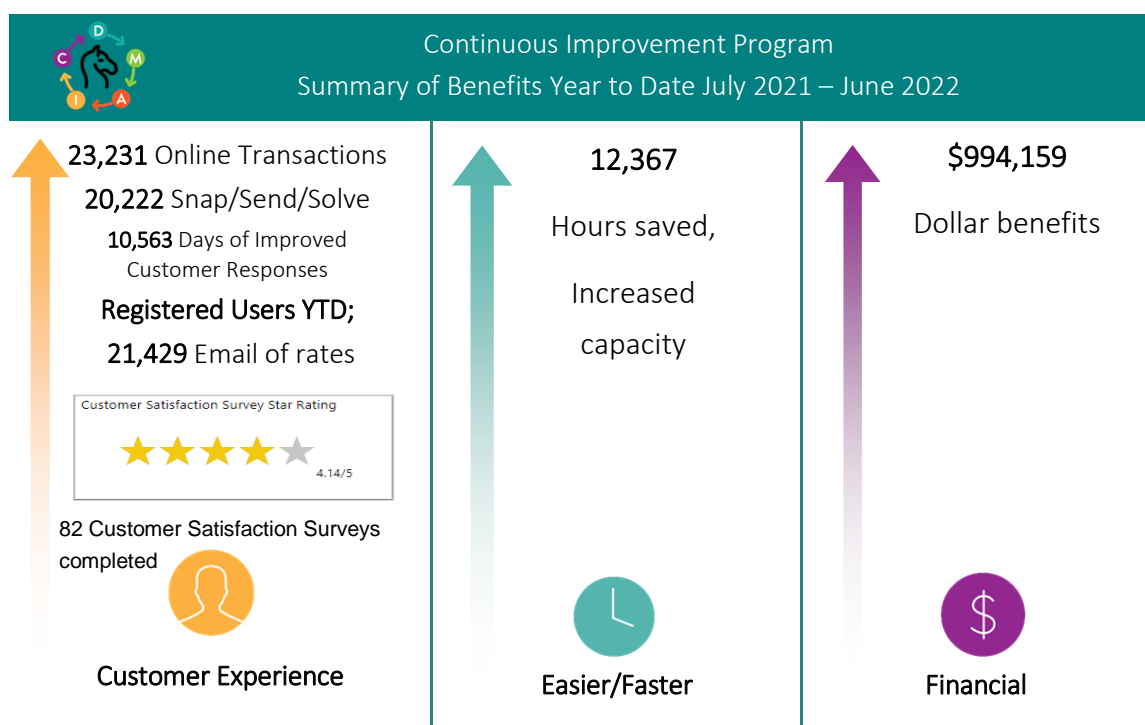 D
C
M
I
A
Continuous Improvement Program
Summary of Benefits Year to Date July 2021 – June 2022
23,231 Online Transactions
20,222 Snap/Send/Solve
10,563 Days of Improved
Customer Responses
Registered Users YTD;
21,429 Email of rates
Customer Satisfaction Survey Star Rating
4.14/5
82 Customer Satisfaction Surveys
completed
Customer Experience
12,367
Hours saved,
Increased
capacity
Easier/Faster
$994,159
Dollar benefits
$
Financial